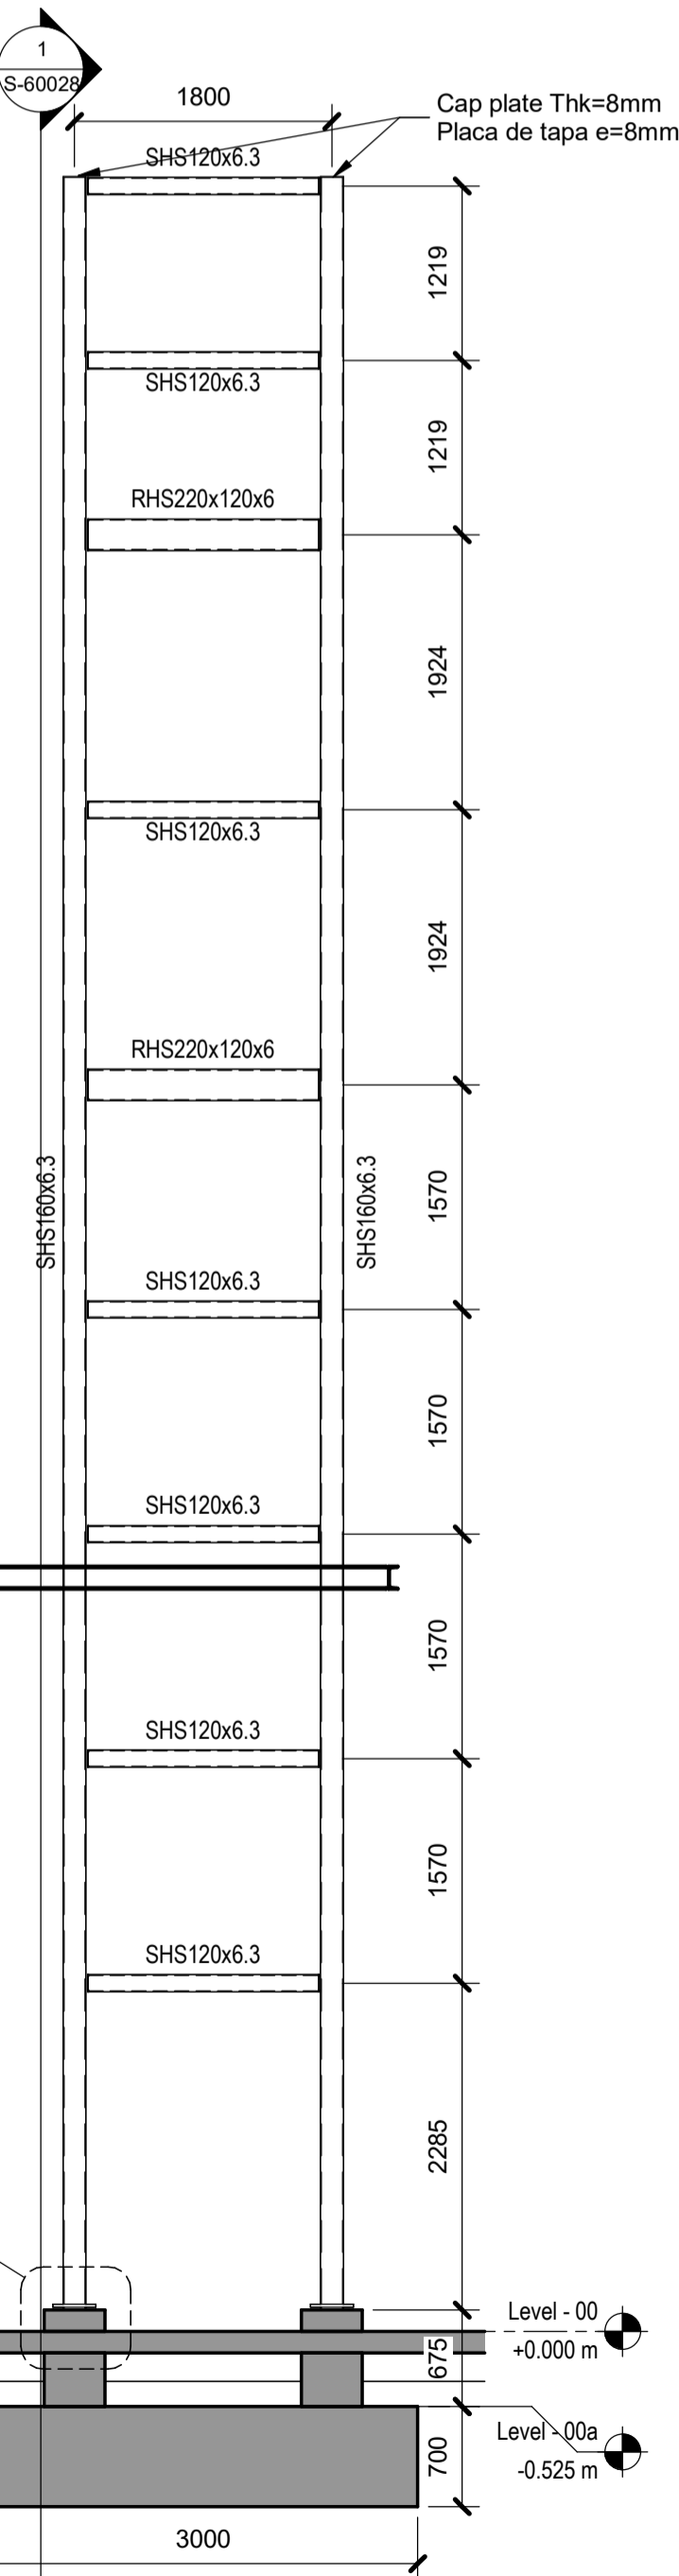 1
S-60028
1800
Cap plate Thk=8mm
Placa de tapa e=8mm
SHS120x6.3
1219
SHS120x6.3
1219
RHS220x120x6
1924
SHS120x6.3
1924
RHS220x120x6
SHS160x6.3
SHS160x6.3
1570
SHS120x6.3
1570
SHS120x6.3
1570
SHS120x6.3
1570
SHS120x6.3
2285
Level - 00
+0.000 m
675
Level - 00a
-0.525 m
700
3000